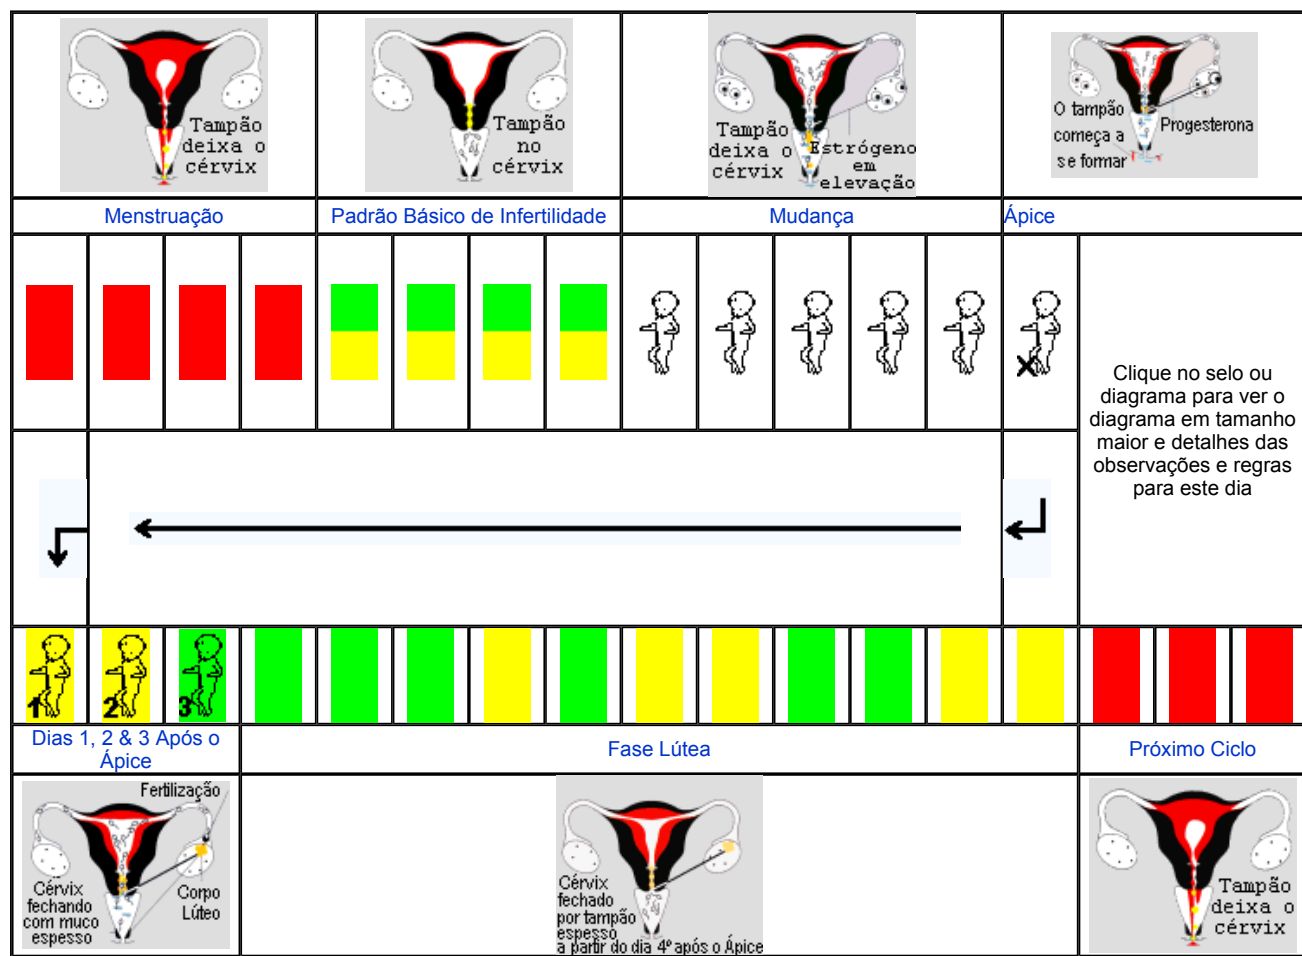 Tampão
deixa o
cérvix
Tampão
no
cérvix
Tampão
deixa o
cérvix
Estrógeno
em
elevação
O tampão
começa a
se formar
Progesterona
Menstruação
Padrão Básico de Infertilidade
Mudança
Ápice
X
Clique no selo ou
diagrama para ver o
diagrama em tamanho
maior e detalhes das
observações e regras
para este dia
1
2
3
Dias 1, 2 & 3 Após o
Ápice
Fase Lútea
Próximo Ciclo
Fertilização
Cérvix
fechando
com muco
espesso
Corpo
Lúteo
Cérvix
fechado
por tampão
espesso
a partir do dia 4º após o Ápice
Tampão
deixa o
cérvix